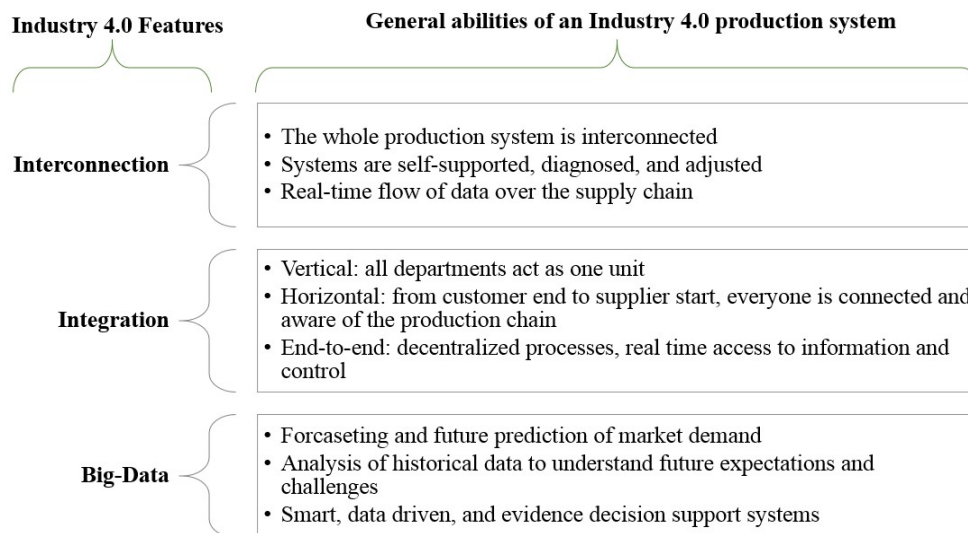 Industry 4.0 Features
General abilities of an Industry 4.0 production system
Interconnection
• The whole production system is interconnected
• Systems are self-supported, diagnosed, and adjusted
• Real-time flow of data over the supply chain
Integration
• Vertical: all departments act as one unit
• Horizontal: from customer end to supplier start, everyone is connected and
aware of the production chain
• End-to-end: decentralized processes, real time access to information and
control
Big-Data
• Forcaseting and future prediction of market demand
• Analysis of historical data to understand future expectations and
challenges
• Smart, data driven, and evidence decision support systems